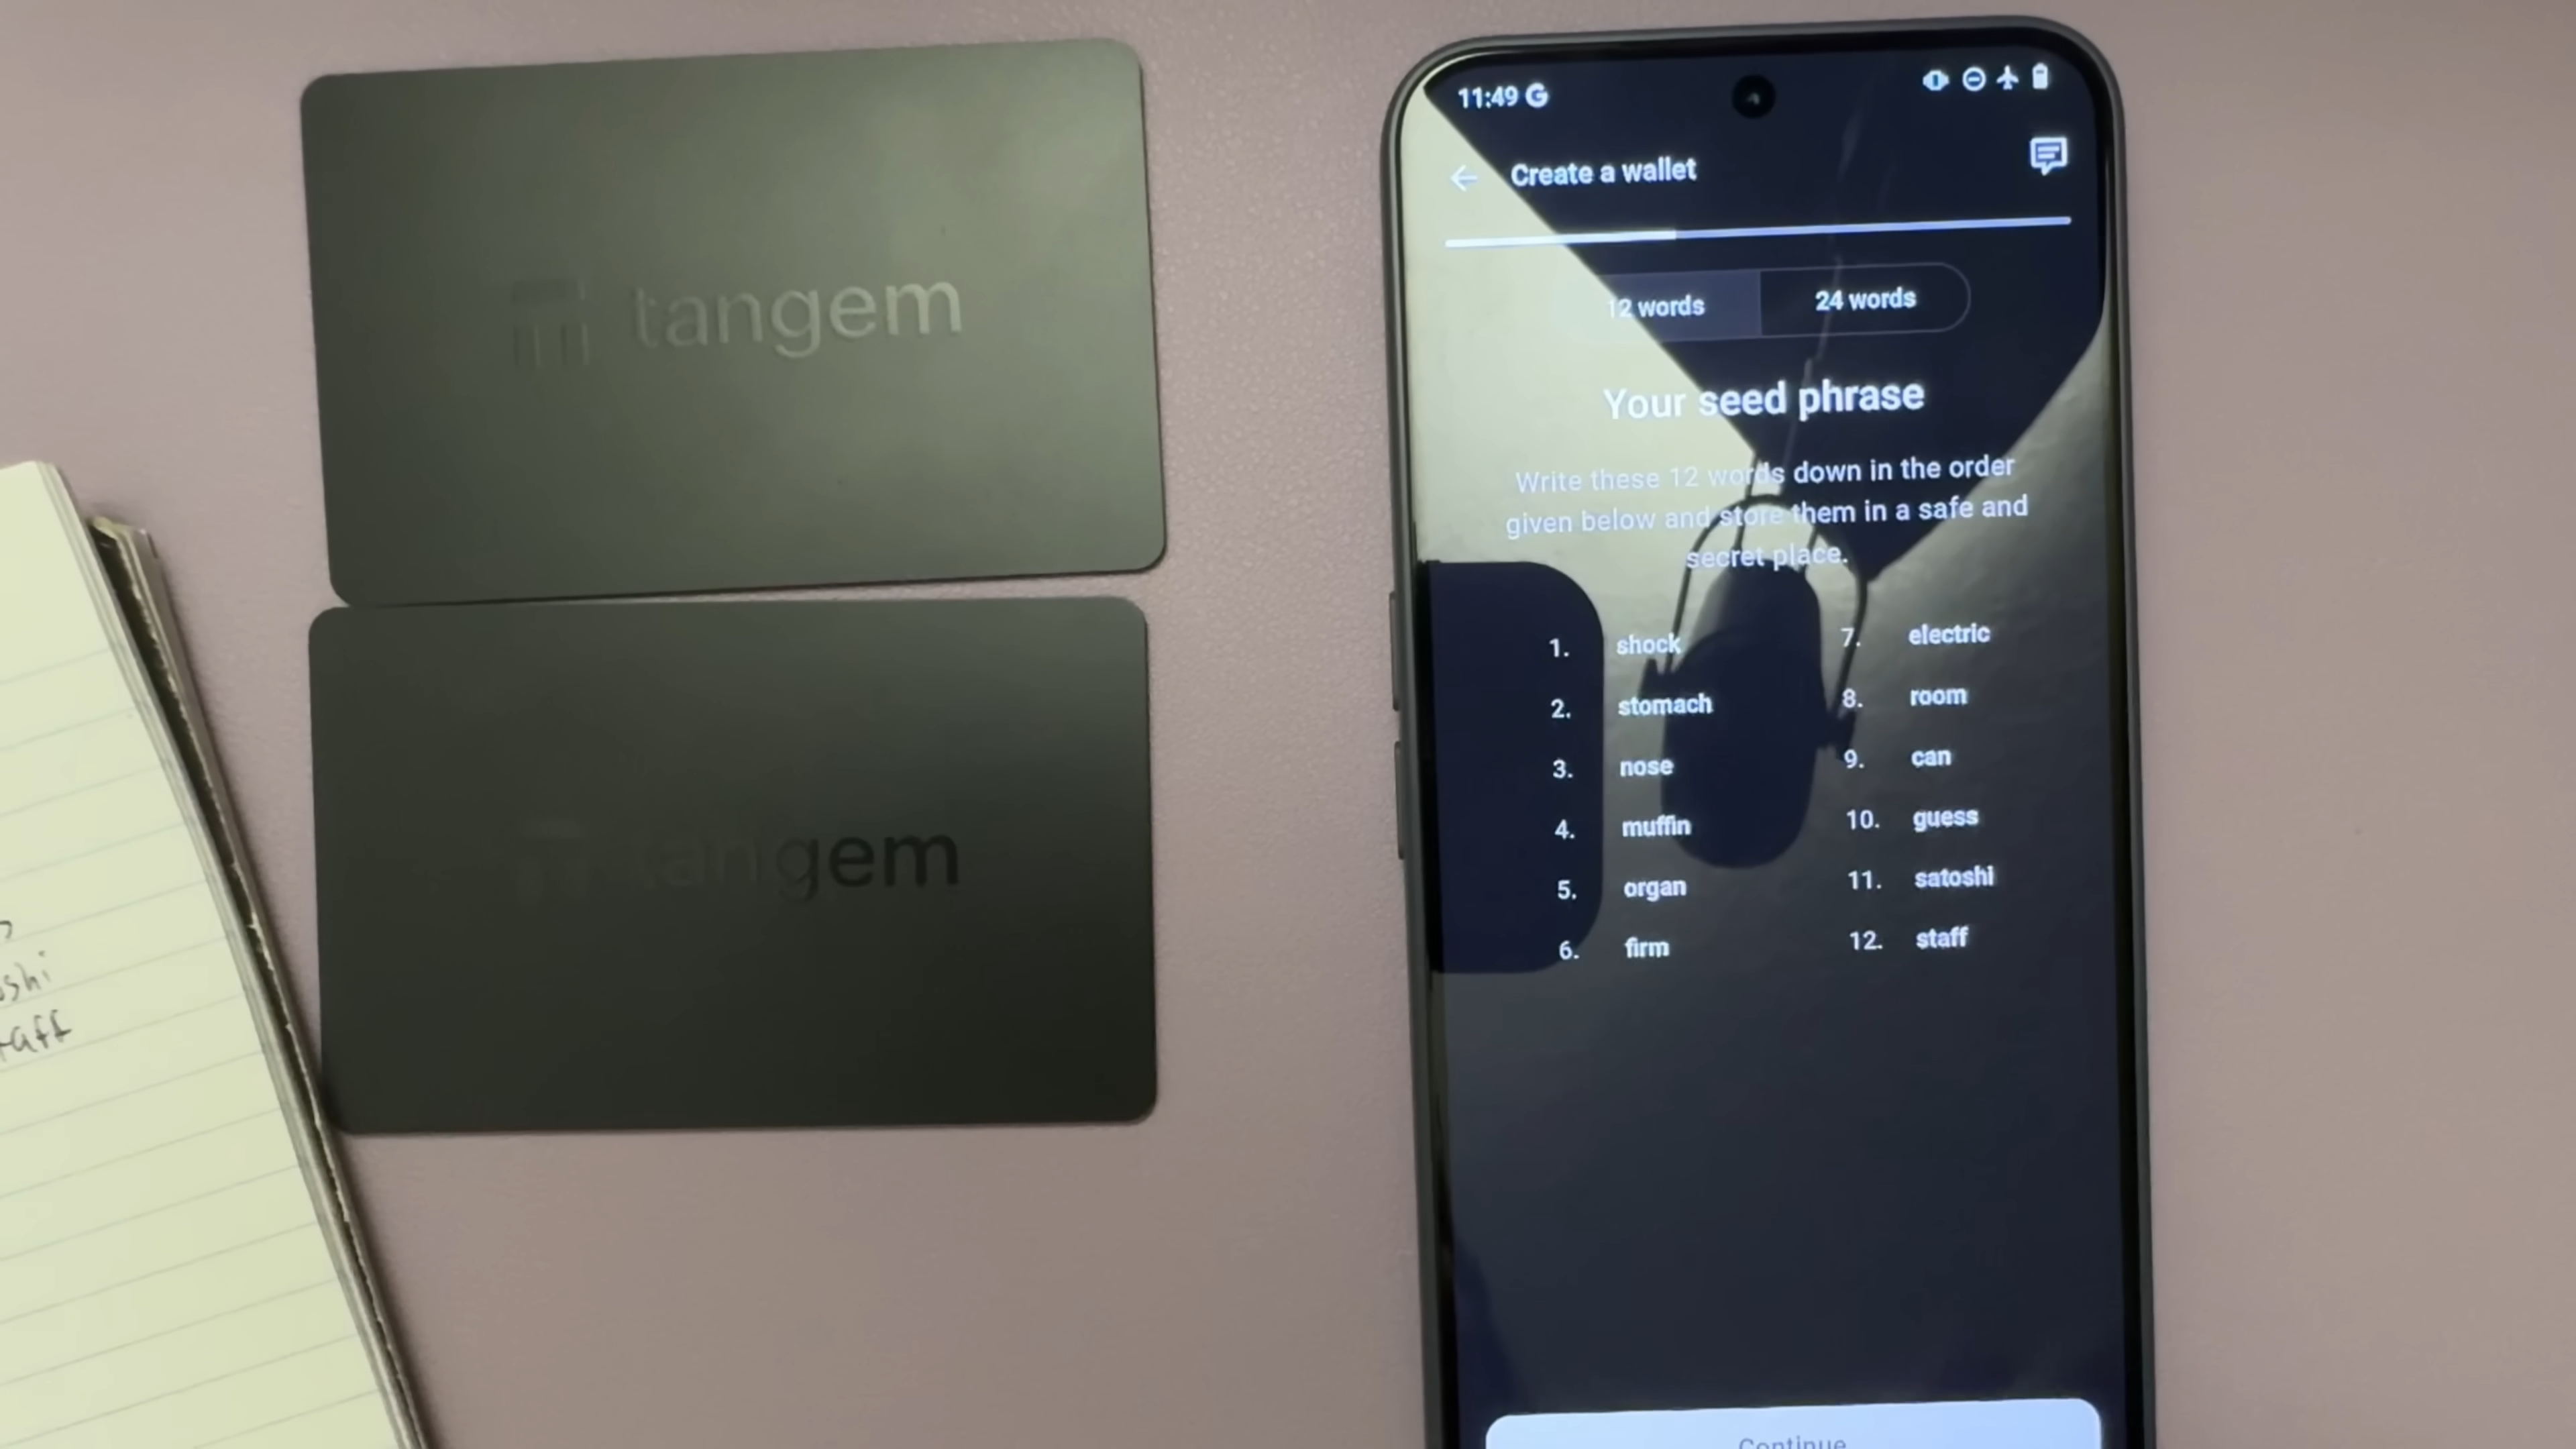 tangem
tangem
11:49 G
Create a wallet
12 words
24 words
Your seed phrase
Write these 12 words down in the order
given below and store them in a safe and
secret place.
1. shock
2. stomach
3. nose
4. muffin
5. organ
6. firm
7. electric
8. room
9. can
10. guess
11. satoshi
12. staff
Continue